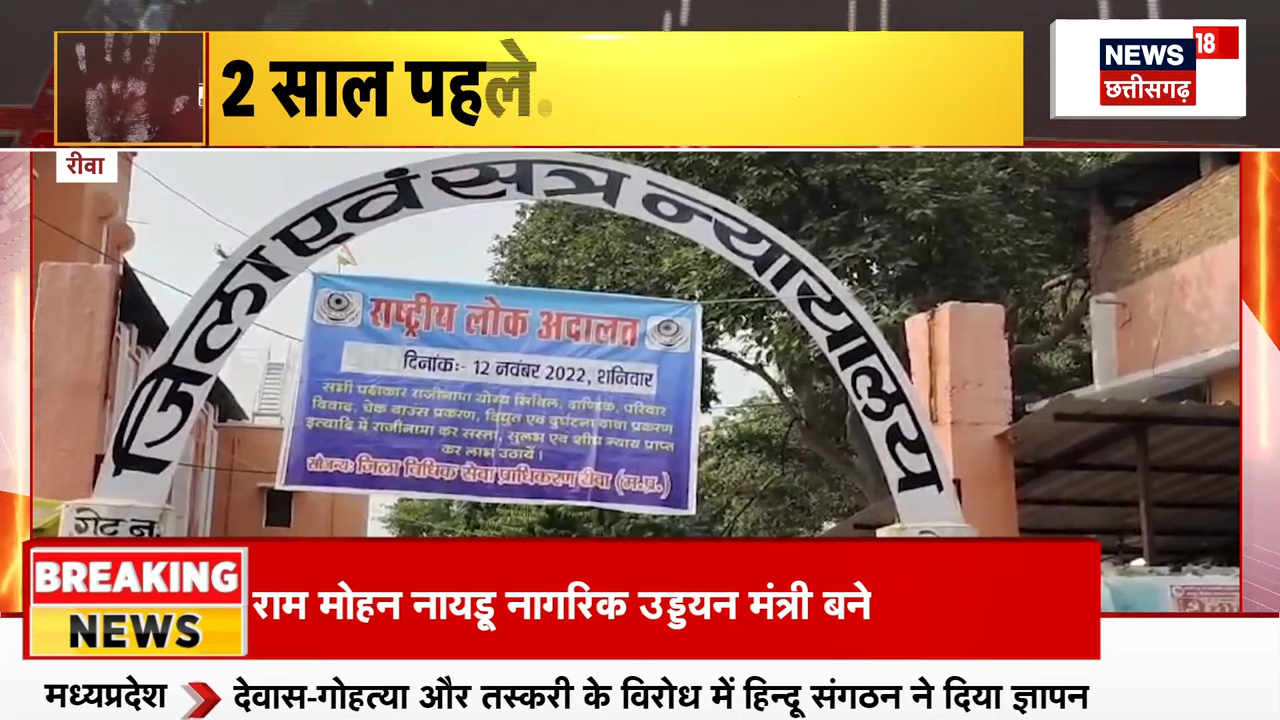 2 साल पहले.
NEWS 18
छत्तीसगढ़
रीवा
जिला एवं सत्र न्यायालय
राष्ट्रीय लोक अदालत
दिनांकः- 12 नवंबर 2022, शनिवार
सभी पक्षकार राजीनामा योग्य सिविल, दाण्डिक, परिवार
विवाद, चेक बाउंस प्रकरण, विद्युत एवं दुर्घटना दावा प्रकरण
इत्यादि में राजीनामा कर सस्ता, सुलभ एवं शीघ्र न्याय प्राप्त
कर लाभ उठायें।
सौजन्यः जिला विधिक सेवा प्राधिकरण रीवा (म.प्र.)
गेट न.
BREAKING
NEWS
राम मोहन नायडू नागरिक उड्डयन मंत्री बने
मध्यप्रदेश
देवास-गोहत्या और तस्करी के विरोध में हिन्दू संगठन ने दिया ज्ञापन